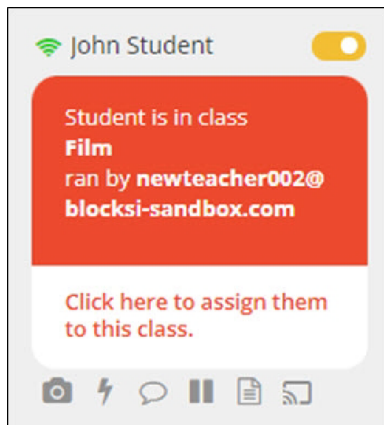 John Student
Student is in class
Film
ran by newteacher002@
blocksi-sandbox.com
Click here to assign them
to this class.